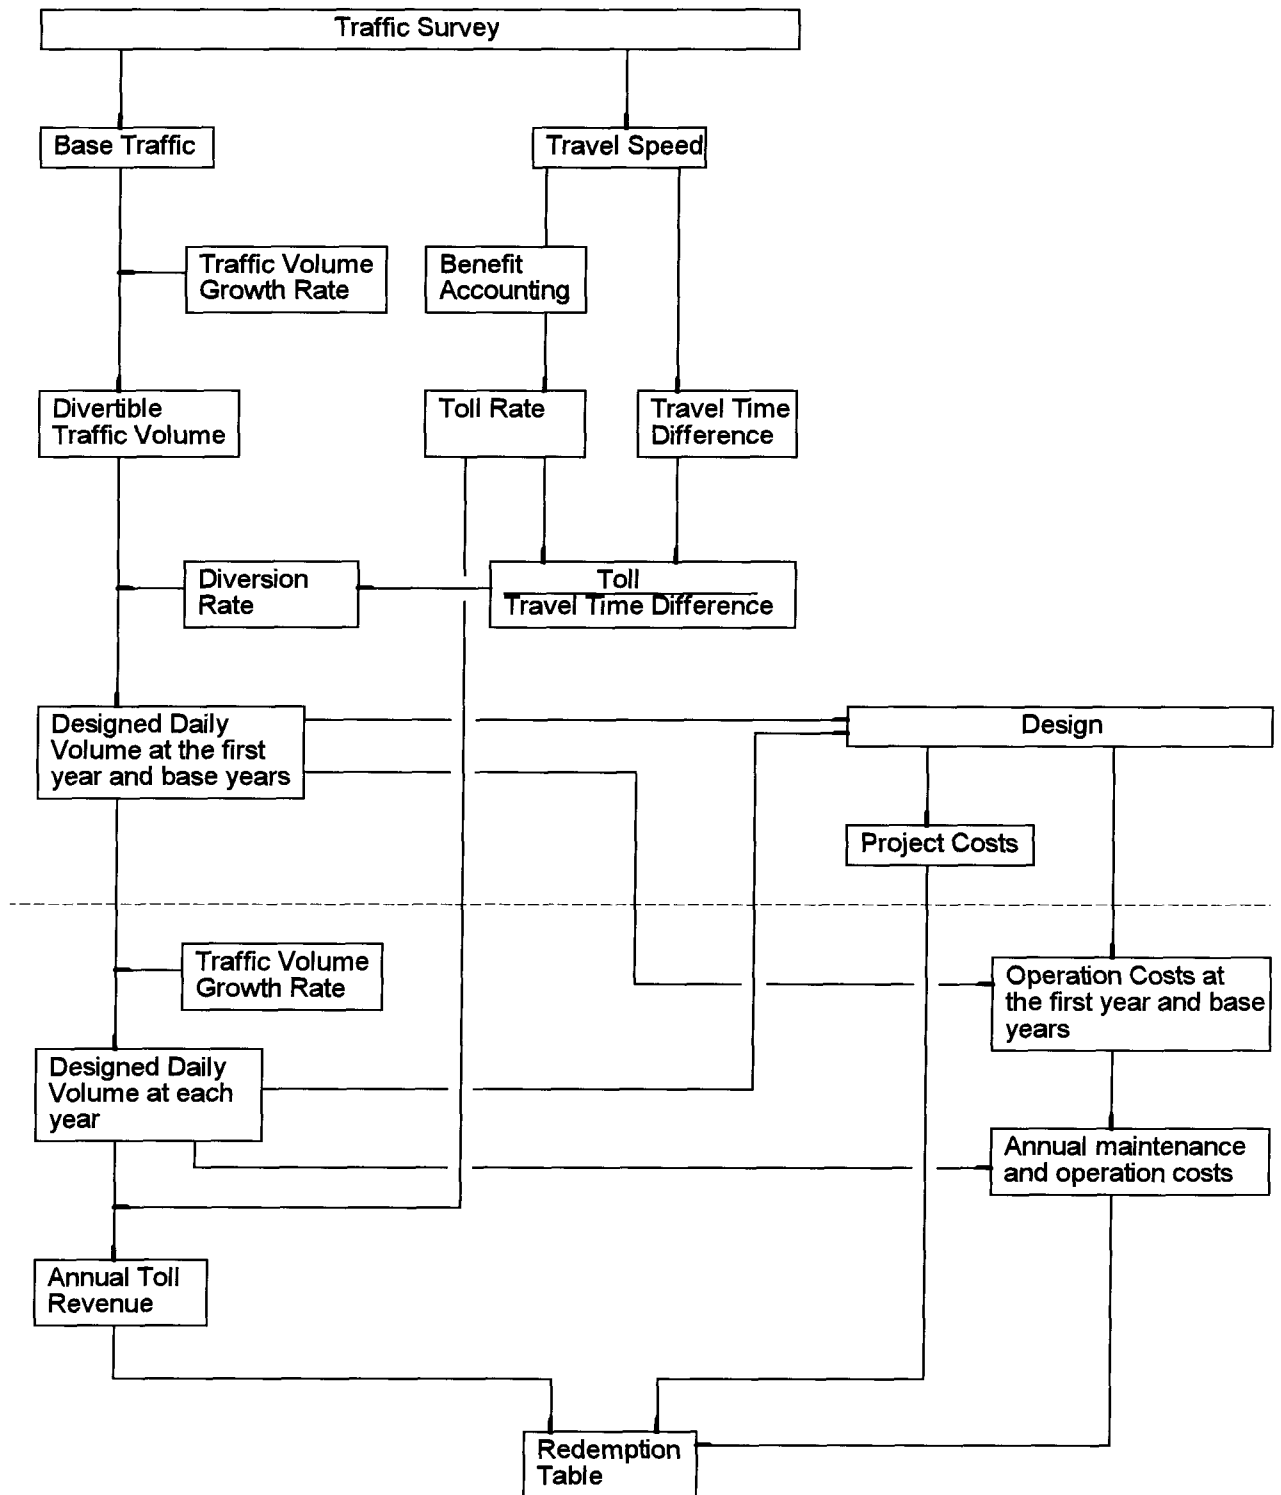 Traffic Survey
Base Traffic
Travel Speed
Traffic Volume
Growth Rate
Benefit
Accounting
Divertible
Traffic Volume
Toll Rate
Travel Time
Difference
Diversion
Rate
Toll
Travel Time Difference
Designed Daily
Volume at the first
year and base years
Design
Project Costs
Traffic Volume
Growth Rate
Operation Costs at
the first year and base
years
Designed Daily
Volume at each
year
Annual maintenance
and operation costs
Annual Toll
Revenue
Redemption
Table